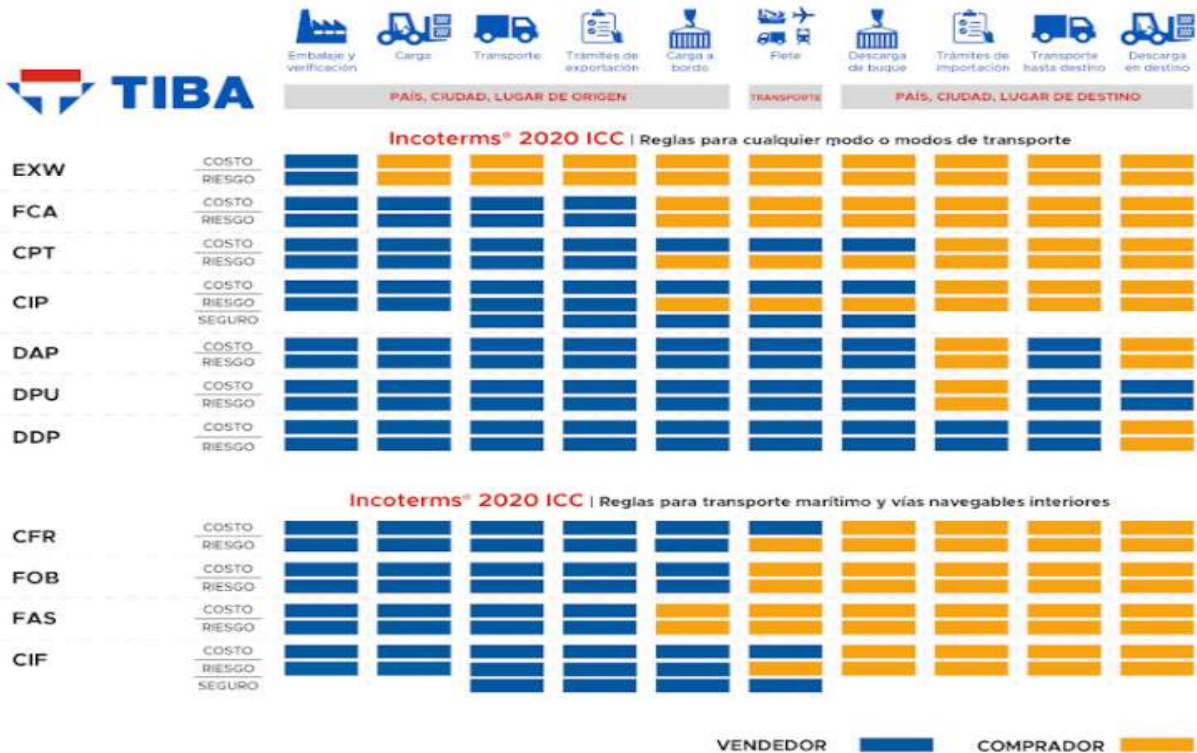 Embalaje y verificación
Carga
Transporte
Trámites de exportación
Carga a bordo
Flete
Descarga de buque
Trámites de importación
Transporte hasta destino
Descarga en destino
TIBA
PAÍS, CIUDAD, LUGAR DE ORIGEN
TRANSPORTE
PAÍS, CIUDAD, LUGAR DE DESTINO
Incoterms® 2020 ICC | Reglas para cualquier modo o modos de transporte
EXW
COSTO
RIESGO
FCA
COSTO
RIESGO
CPT
COSTO
RIESGO
CIP
COSTO
RIESGO
SEGURO
DAP
COSTO
RIESGO
DPU
COSTO
RIESGO
DDP
COSTO
RIESGO
Incoterms® 2020 ICC | Reglas para transporte marítimo y vías navegables interiores
CFR
COSTO
RIESGO
FOB
COSTO
RIESGO
FAS
COSTO
RIESGO
CIF
COSTO
RIESGO
SEGURO
VENDEDOR
COMPRADOR